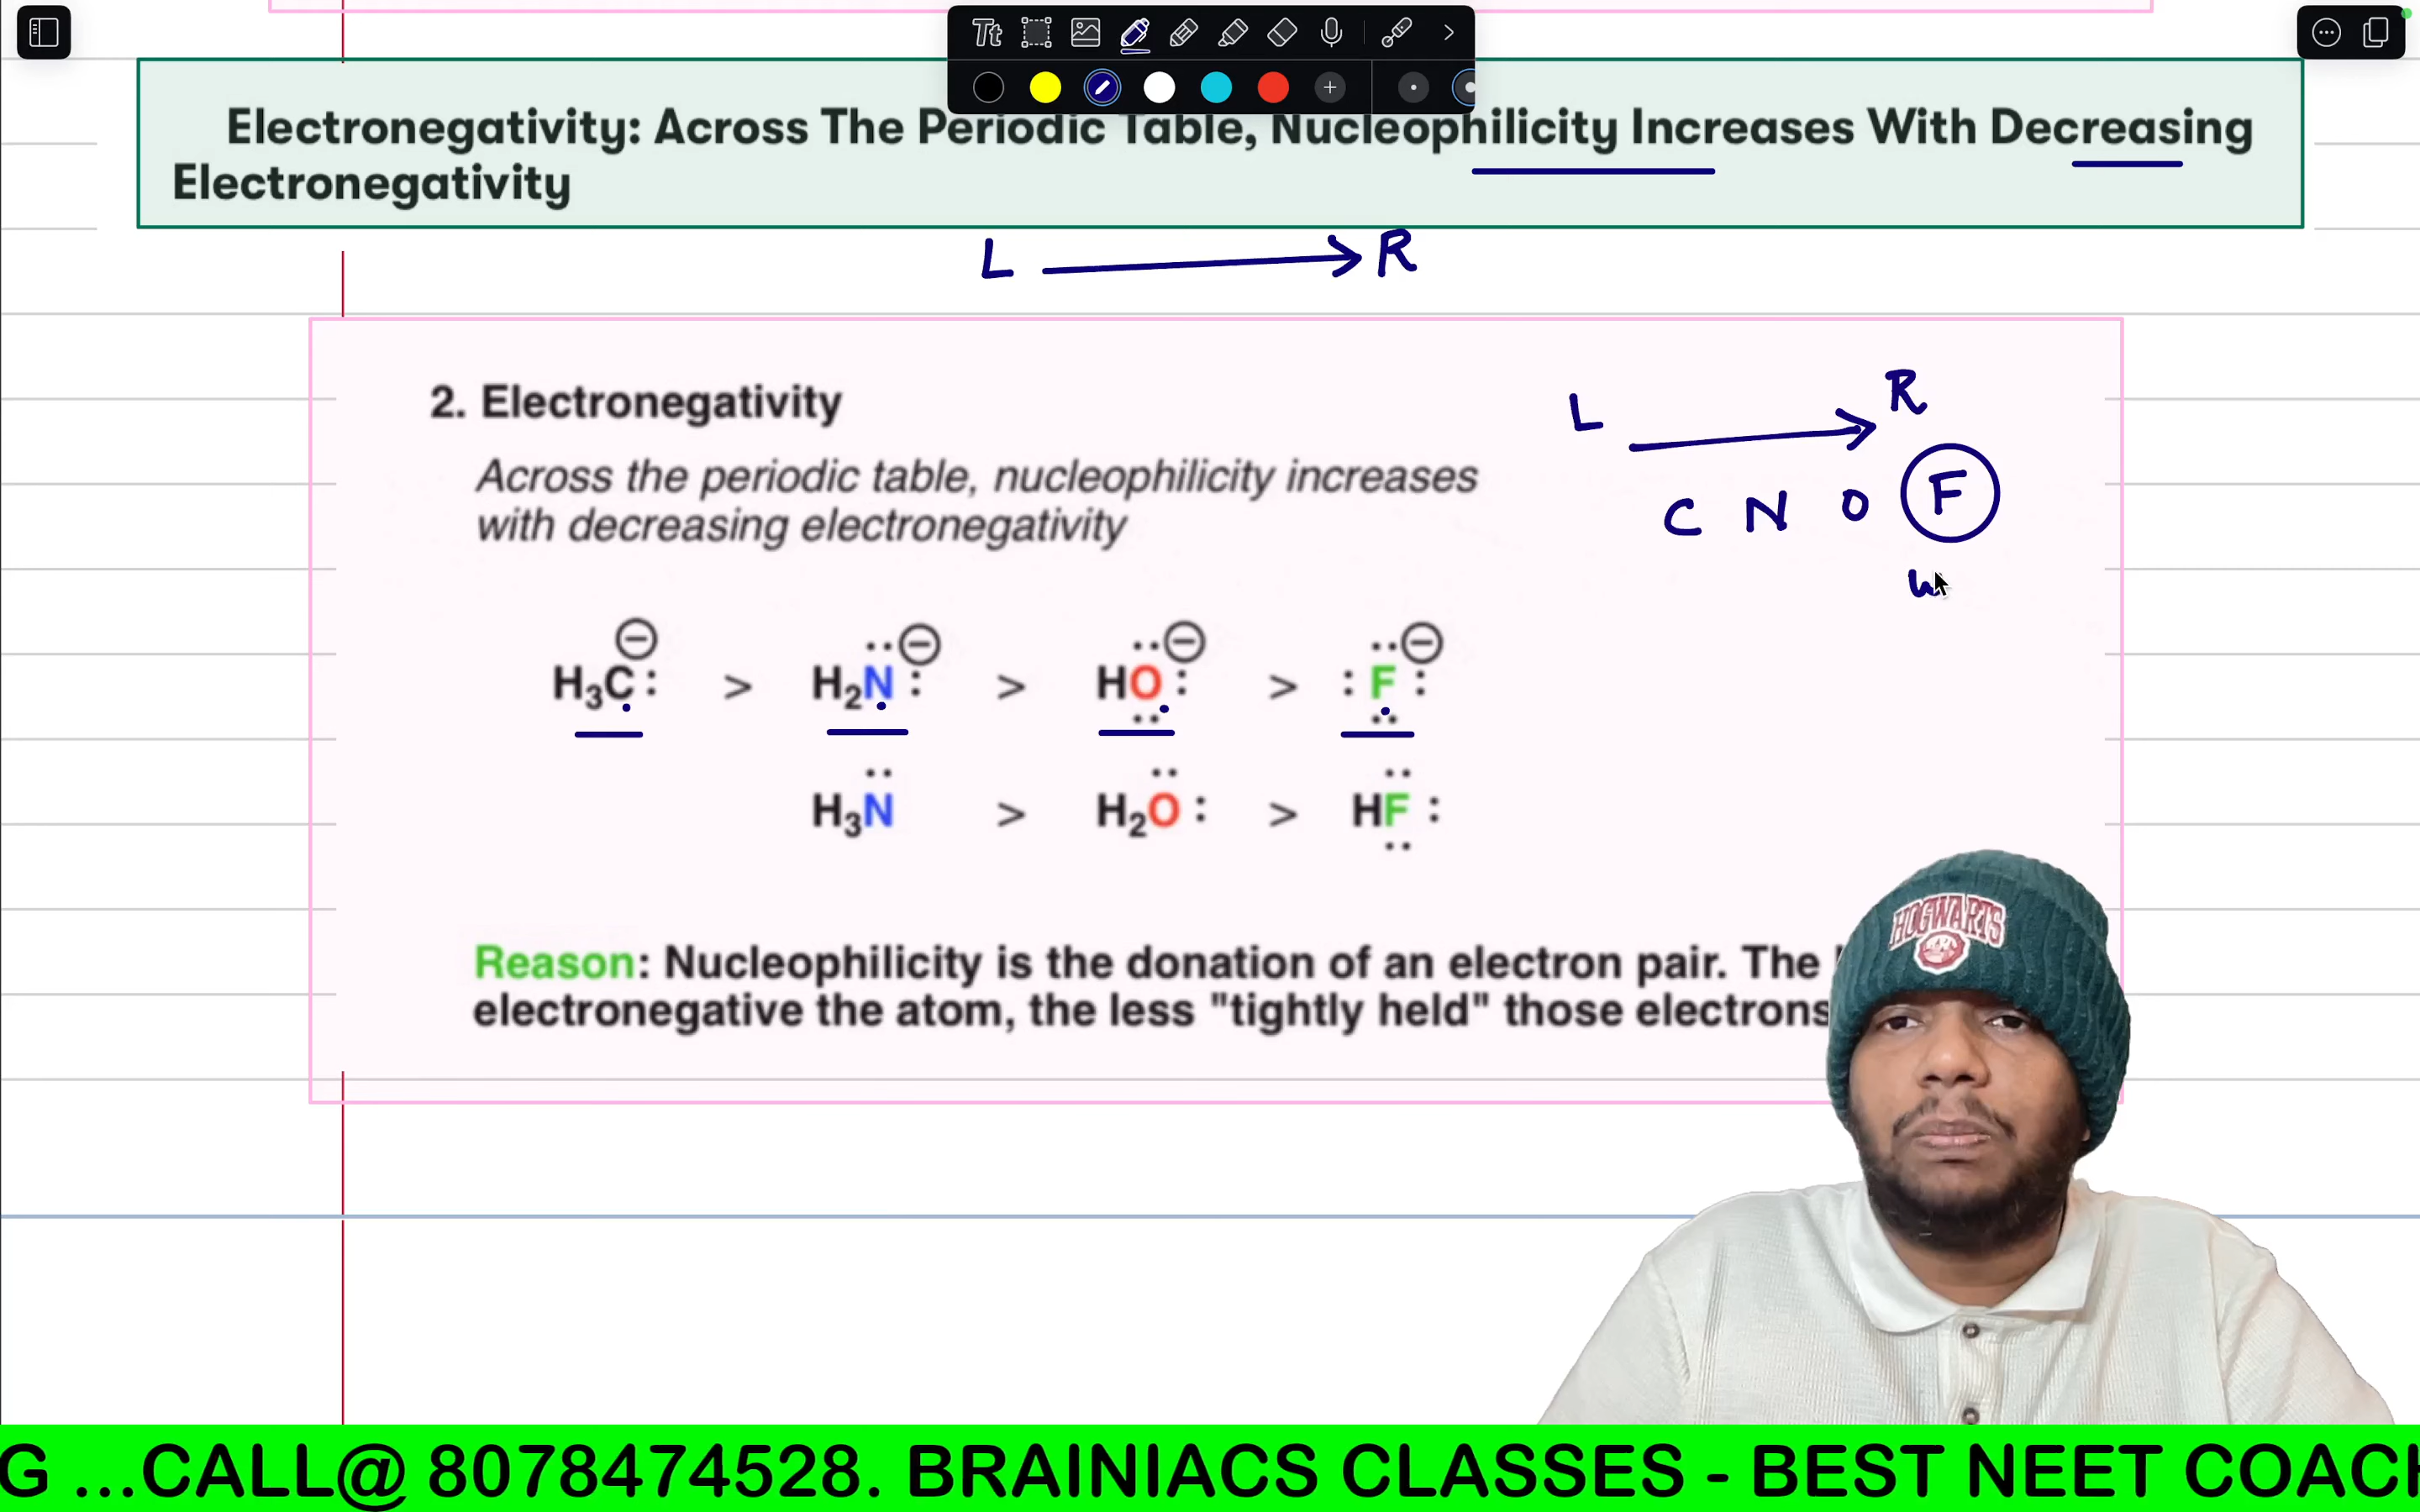 Tt
Electronegativity: Across The Periodic Table, Nucleophilicity Increases With Decreasing
Electronegativity
L R
2. Electronegativity
L R
Across the periodic table, nucleophilicity increases
with decreasing electronegativity
C N O F
H₃C:⊖ > H₂N:⊖ > HO:⊖ > :F:⊖
H₃N > H₂O: > HF:
Reason: Nucleophilicity is the donation of an electron pair. The
electronegative the atom, the less "tightly held" those electrons
HOGWARTS
G ...CALL@ 8078474528. BRAINIACS CLASSES - BEST NEET COACH